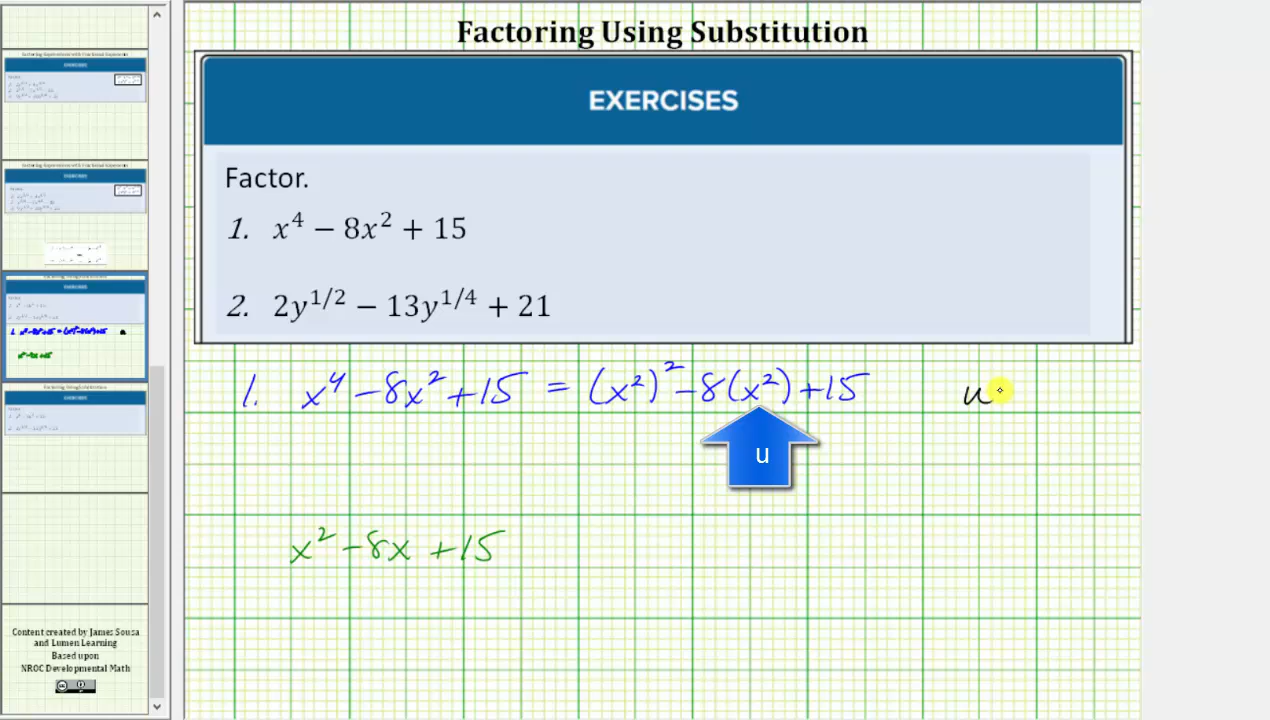 Factoring Using Substitution
EXERCISES
Factor.
1. x⁴ − 8x² + 15
2. 2y^{1/2} − 13y^{1/4} + 21
1. x⁴ − 8x² + 15 = (x²)² − 8(x²) + 15
u
u
x² − 8x + 15
Content created by James Sousa
and Lumen Learning
Based upon
NROC Developmental Math